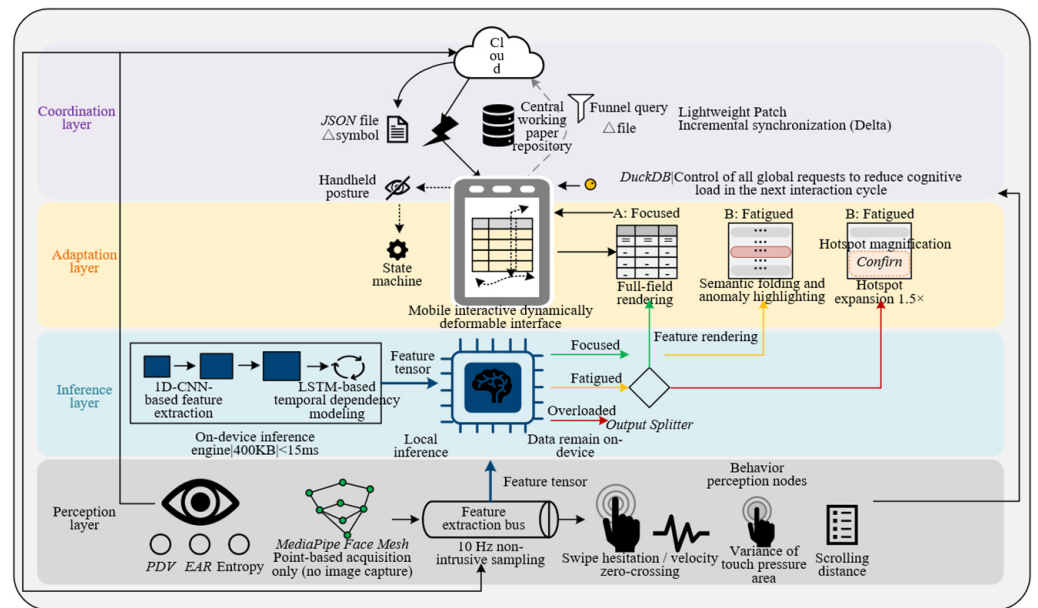 Cl
ou
d
Coordination
layer
JSON file
△symbol
Central
working
paper
repository
Funnel query
△file
Lightweight Patch
Incremental synchronization (Delta)
Handheld
posture
DuckDB|Control of all global requests to reduce cognitive
load in the next interaction cycle
Adaptation
layer
State
machine
Mobile interactive dynamically
deformable interface
A: Focused
Full-field
rendering
B: Fatigued
Semantic folding and
anomaly highlighting
B: Fatigued
Hotspot magnification
Confirm
Hotspot
expansion 1.5×
Inference
layer
1D-CNN-
based feature
extraction
LSTM-based
temporal dependency
modeling
On-device inference
engine|400KB|<15ms
Feature
tensor
Local
inference
Focused
Fatigued
Overloaded
Feature rendering
Output Splitter
Data remain on-
device
Perception
layer
PDV EAR Entropy
MediaPipe Face Mesh
Point-based acquisition
only (no image capture)
Feature tensor
Feature
extraction bus
10 Hz non-
intrusive sampling
Behavior
perception nodes
Swipe hesitation / velocity
zero-crossing
Variance of
touch pressure
area
Scrolling
distance